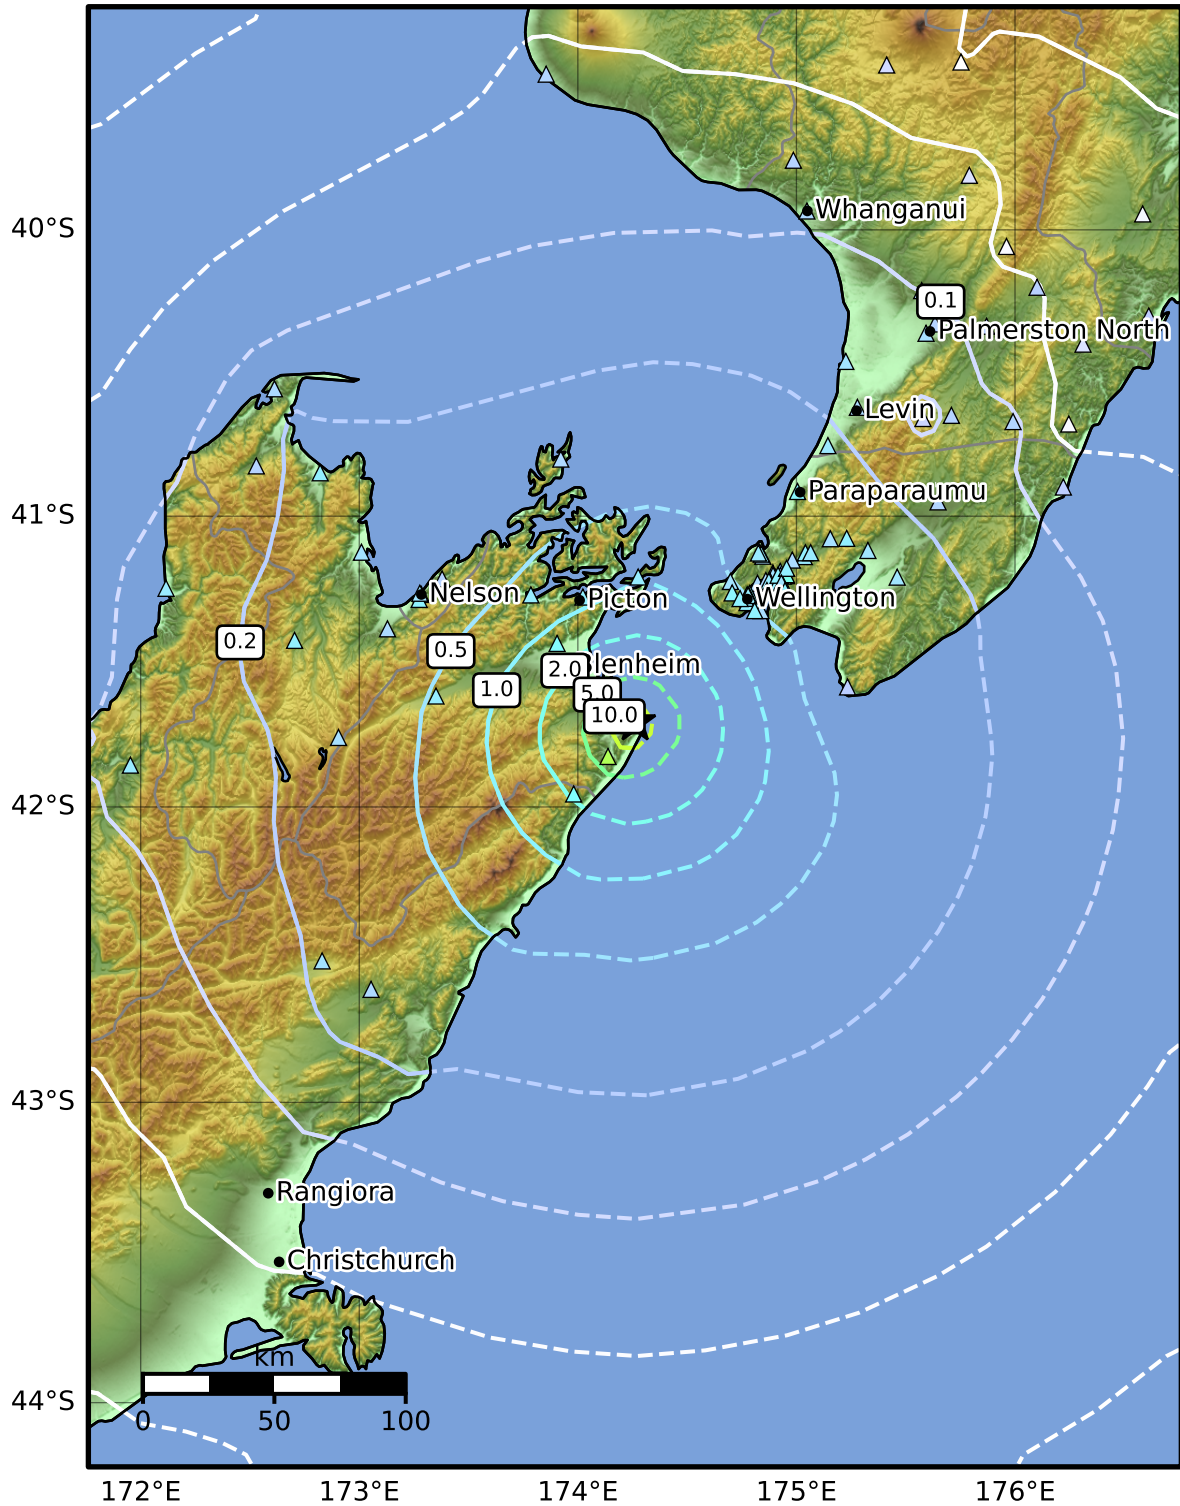 Whanganui
40°S
0.1
Palmerston North
Levin
Paraparaumu
41°S
Nelson
Picton
Wellington
0.2
0.5
lenheim
2.0
1.0
5.0
10.0
42°S
43°S
Rangiora
Christchurch
km
44°S
0 50 100
172°E 173°E 174°E 175°E 176°E